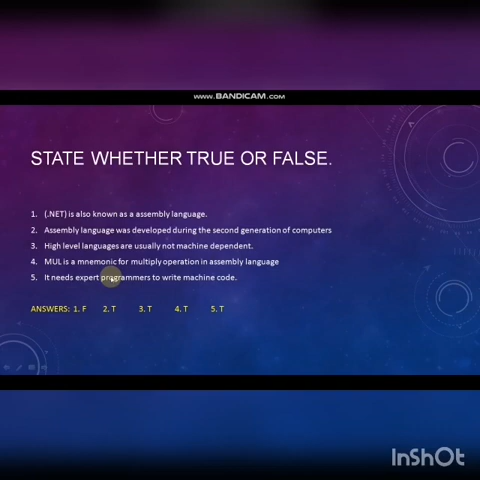 www.BANDICAM.com
STATE WHETHER TRUE OR FALSE.
1. (.NET) is also known as a assembly language.
2. Assembly language was developed during the second generation of computers
3. High level languages are usually not machine dependent.
4. MUL is a mnemonic for multiply operation in assembly language
5. It needs expert programmers to write machine code.
ANSWERS: 1. F 2. T 3. T 4. T 5. T
InShOt